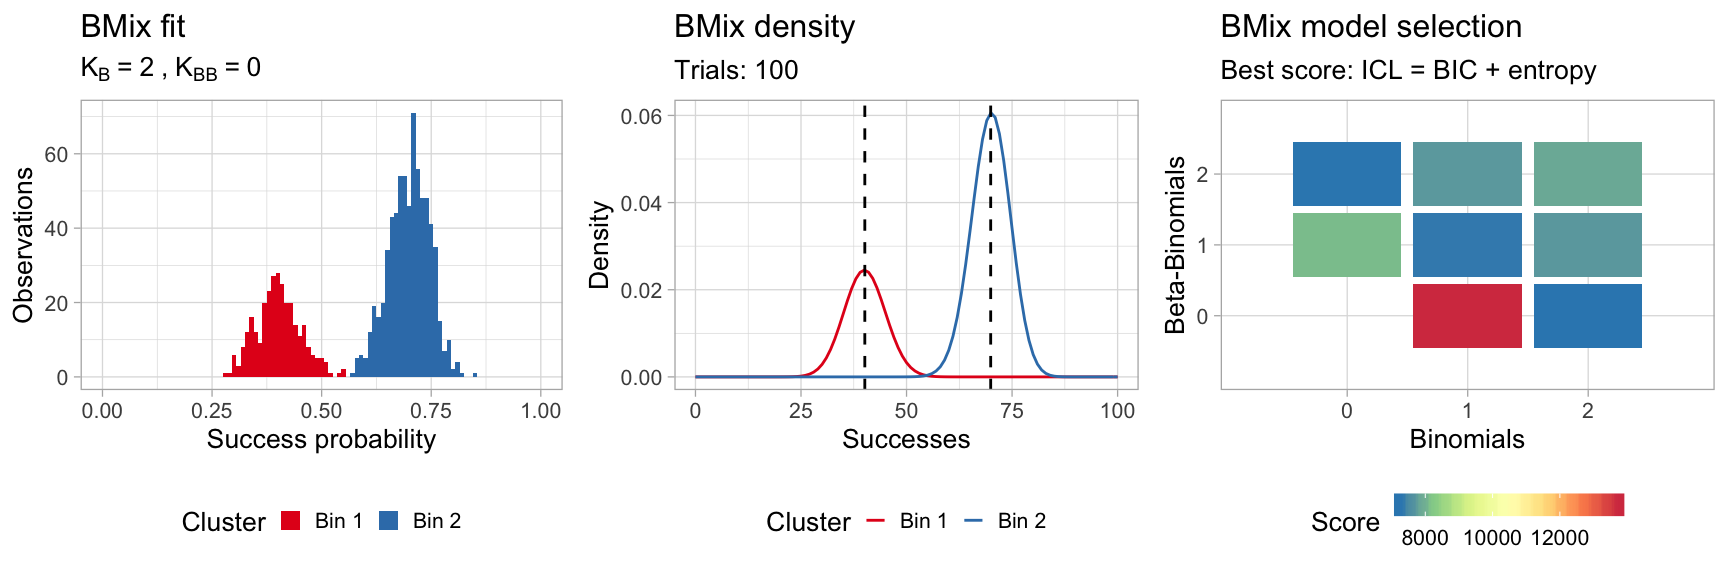 BMix fit
K_B = 2 , K_BB = 0
60
40
20
0
Observations
0.00 0.25 0.50 0.75 1.00
Success probability
Cluster Bin 1 Bin 2
BMix density
Trials: 100
0.06
0.04
0.02
0.00
Density
0 25 50 75 100
Successes
Cluster Bin 1 Bin 2
BMix model selection
Best score: ICL = BIC + entropy
2
1
0
Beta-Binomials
0 1 2
Binomials
Score
8000 10000 12000